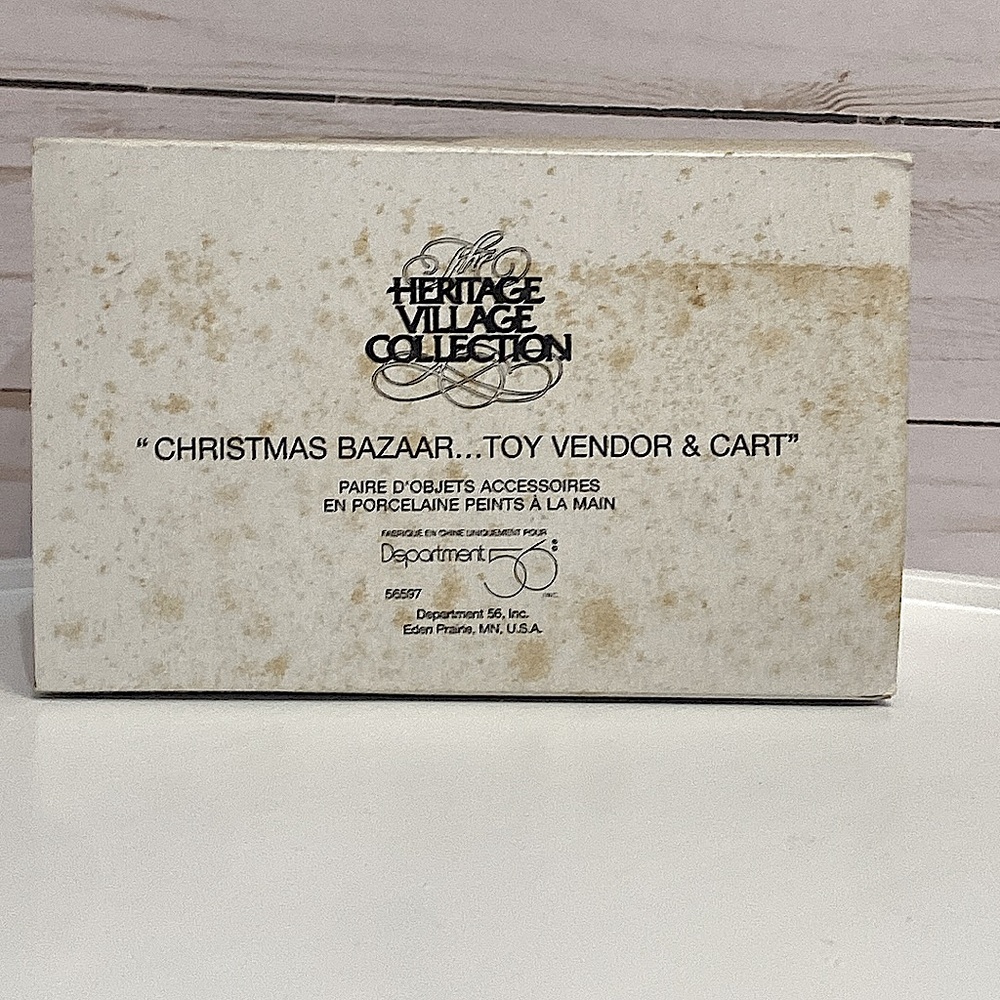 The
HERITAGE
VILLAGE
COLLECTION
“CHRISTMAS BAZAAR...TOY VENDOR & CART”
PAIRE D'OBJETS ACCESSOIRES
EN PORCELAINE PEINTS À LA MAIN
FABRIQUÉ EN CHINE UNIQUEMENT POUR
Department 56
INC.
56597
Department 56, Inc.
Eden Prairie, MN, U.S.A.